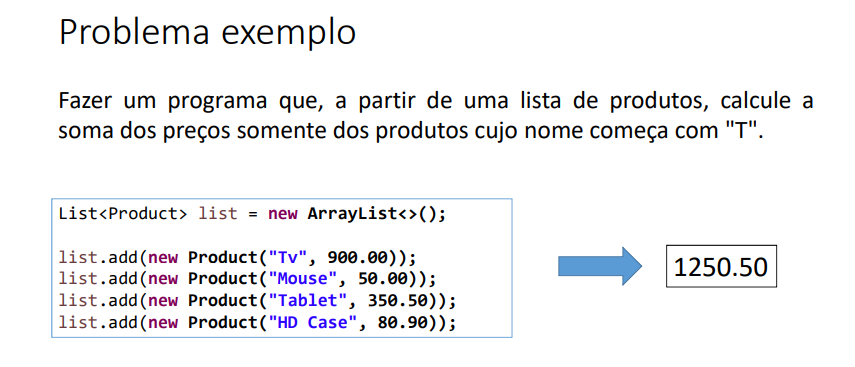 Problema exemplo
Fazer um programa que, a partir de uma lista de produtos, calcule a
soma dos preços somente dos produtos cujo nome começa com "T".
List<Product> list = new ArrayList<>();
list.add(new Product("Tv", 900.00));
list.add(new Product("Mouse", 50.00));
list.add(new Product("Tablet", 350.50));
list.add(new Product("HD Case", 80.90));
1250.50